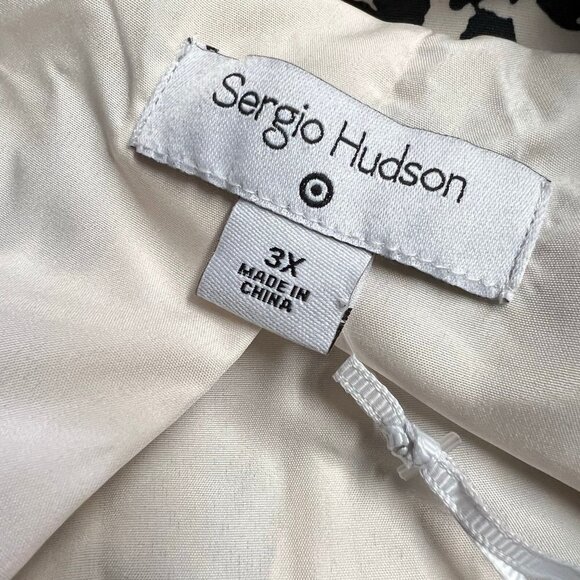 Sergio Hudson
3X
MADE IN
CHINA